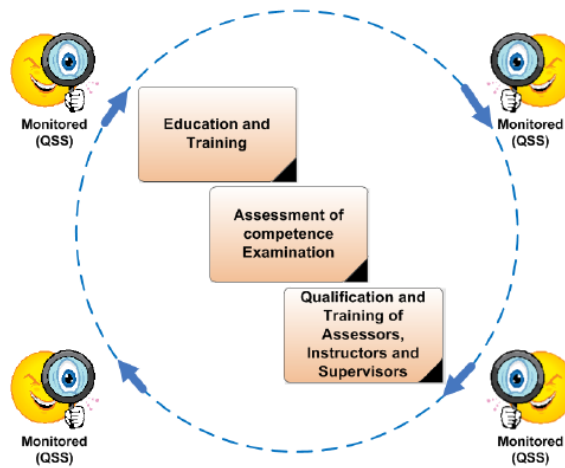 Monitored
(QSS)
Monitored
(QSS)
Education and
Training
Assessment of
competence
Examination
Qualification and
Training of
Assessors,
Instructors and
Supervisors
Monitored
(QSS)
Monitored
(QSS)